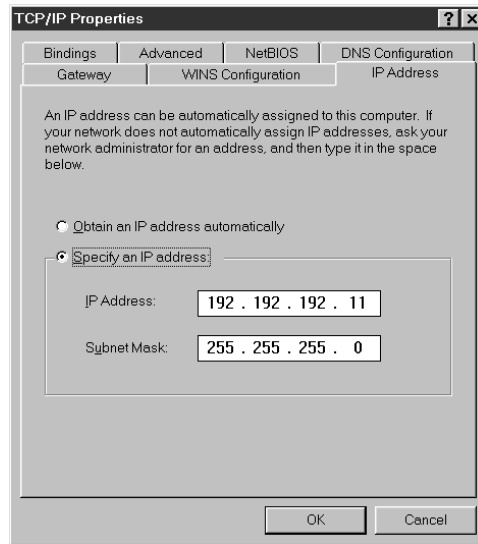 TCP/IP Properties
Bindings Advanced NetBIOS DNS Configuration
Gateway WINS Configuration IP Address
An IP address can be automatically assigned to this computer. If
your network does not automatically assign IP addresses, ask your
network administrator for an address, and then type it in the space
below.
Obtain an IP address automatically
Specify an IP address:
IP Address: 192 . 192 . 192 . 11
Subnet Mask: 255 . 255 . 255 . 0
OK Cancel